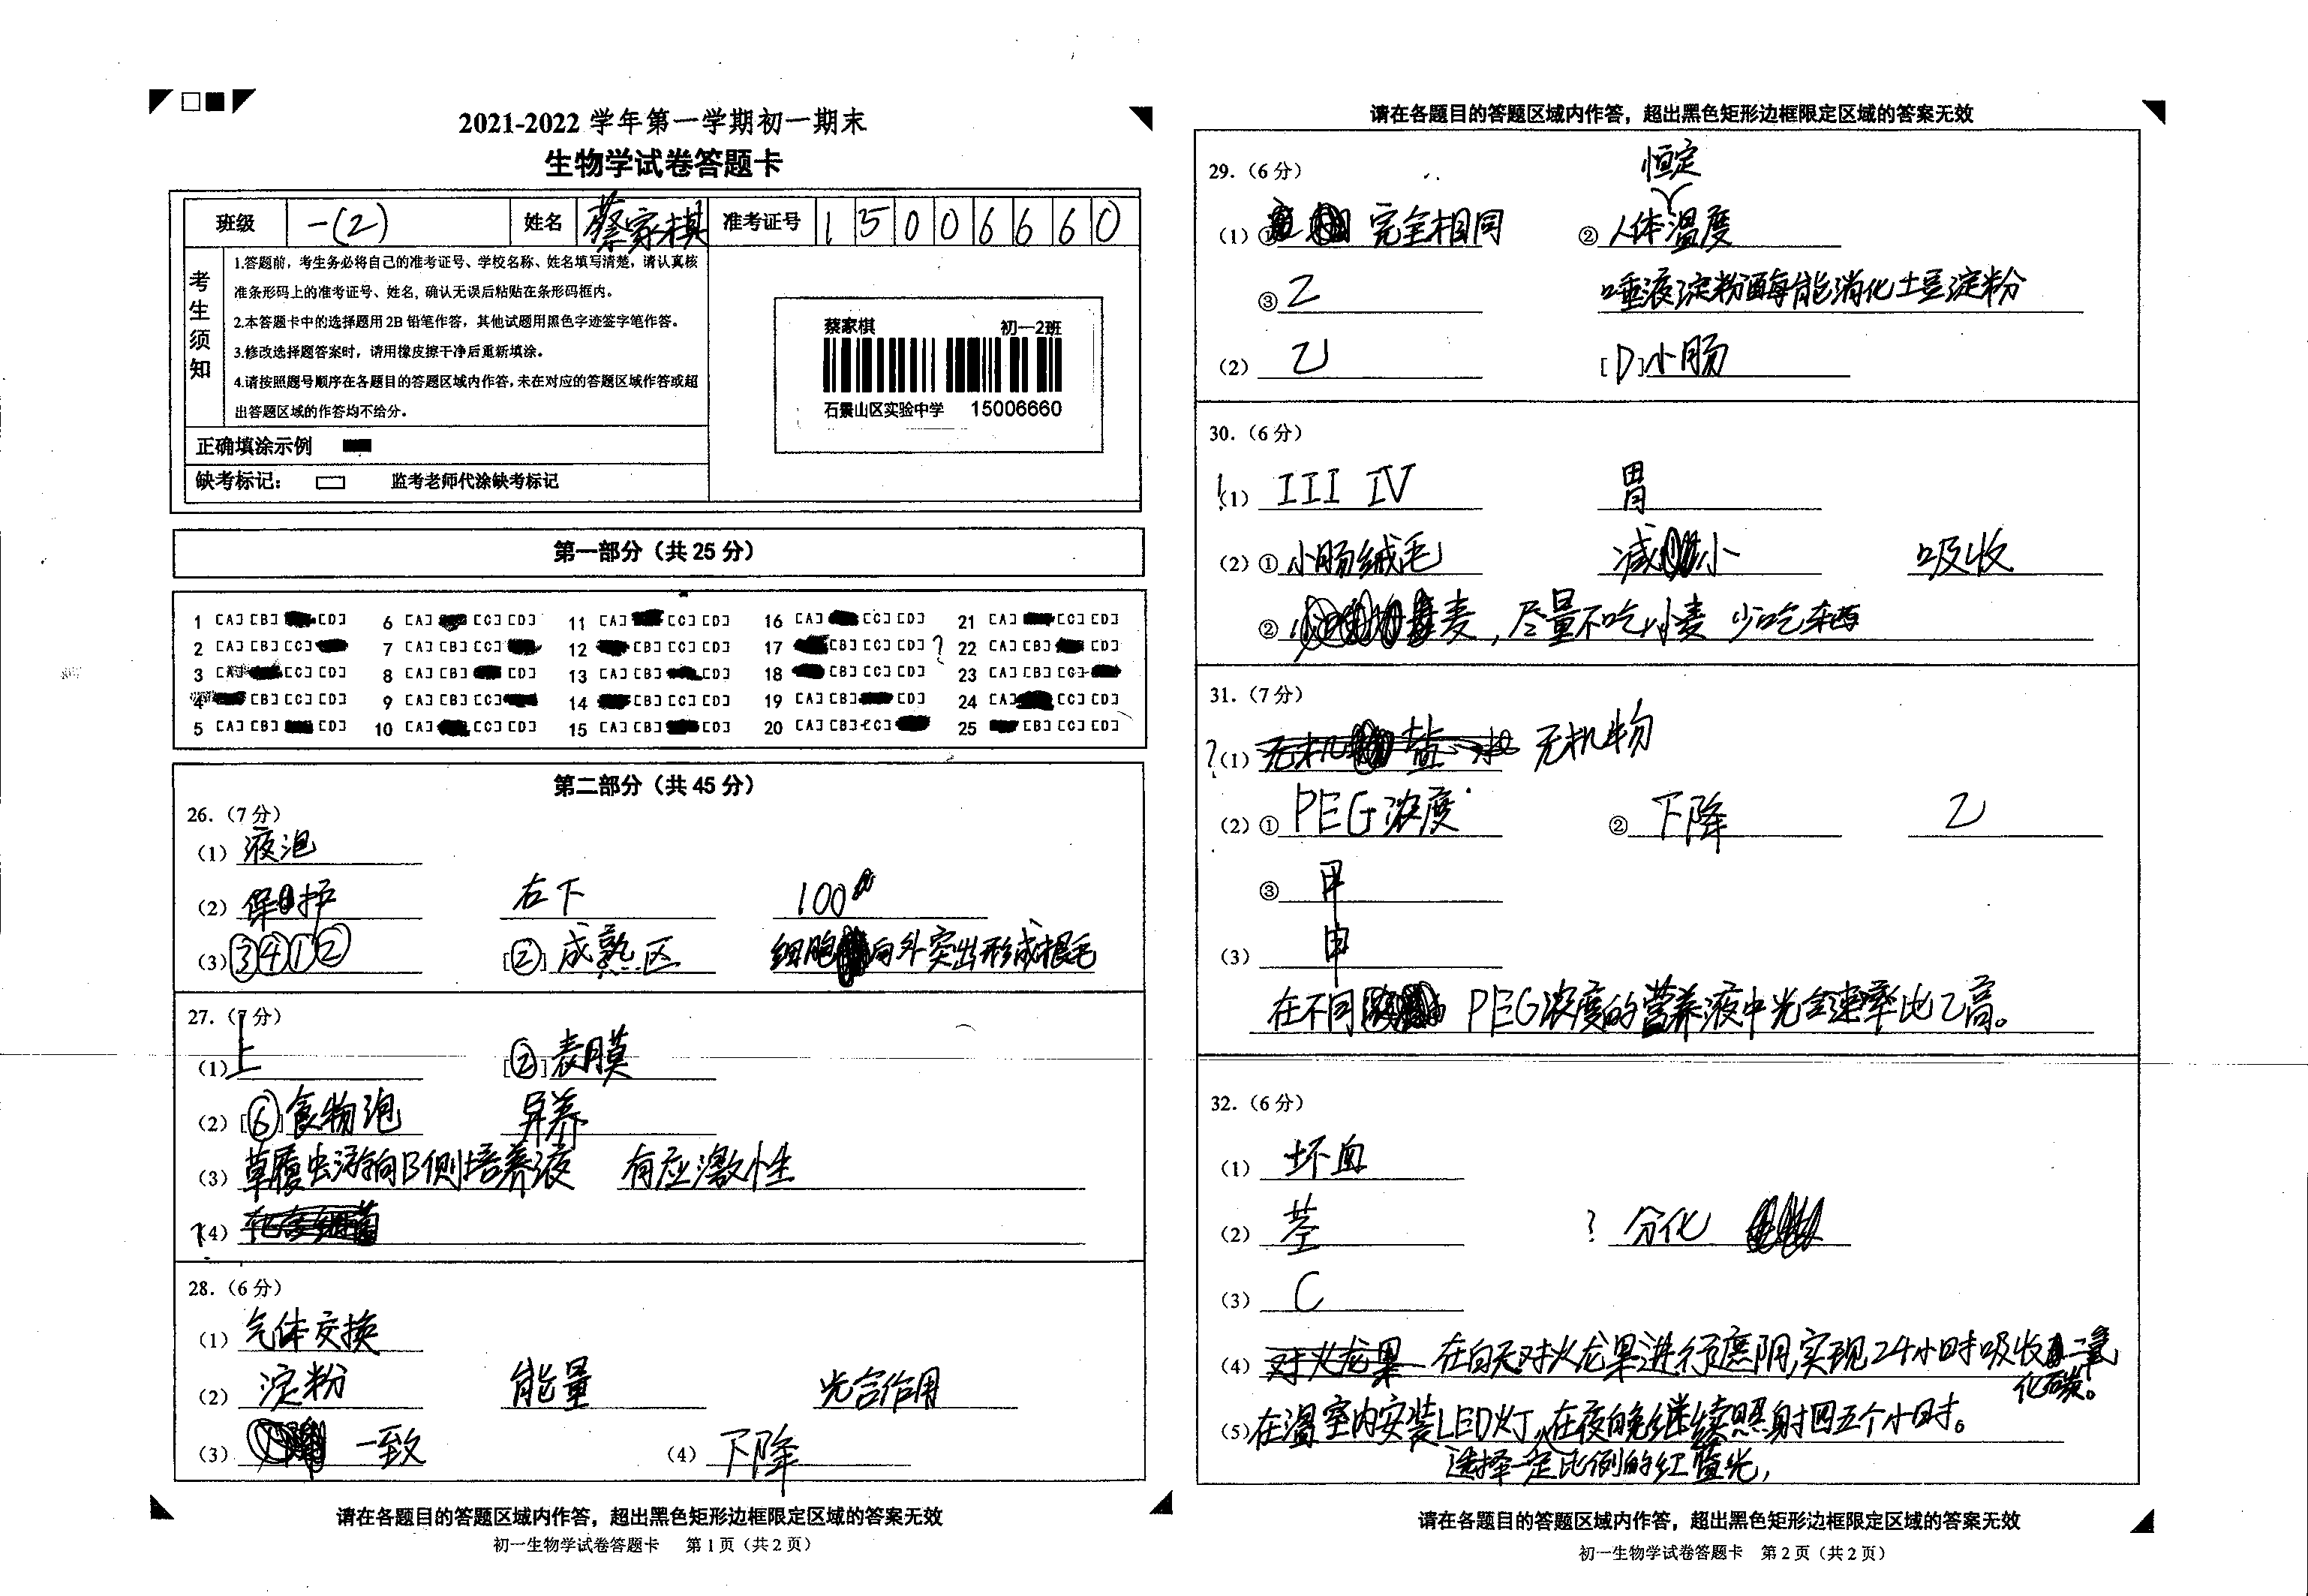 2021-2022 学年第一学期初一期末
生物学试卷答题卡
班级 一(2) 姓名 蔡家棋 准考证号 1 5 0 0 6 6 6 0
考生须知
1.答题前，考生务必将自己的准考证号、学校名称、姓名填写清楚，请认真核
准条形码上的准考证号、姓名，确认无误后粘贴在条形码框内。
2.本答题卡中的选择题用 2B 铅笔作答，其他试题用黑色字迹签字笔作答。
3.修改选择题答案时，请用橡皮擦干净后重新填涂。
4.请按照题号顺序在各题目的答题区域内作答，未在对应的答题区域作答或超
出答题区域的作答均不给分。
正确填涂示例
缺考标记： 监考老师代涂缺考标记
蔡家棋 初一2班
石景山区实验中学 15006660
第一部分（共 25 分）
1 [A] [B] [D] 6 [A] [C] [D] 11 [A] [C] [D] 16 [A] [C] [D] 21 [A] [C] [D]
2 [A] [B] [C] 7 [A] [B] [C] 12 [B] [C] [D] 17 [B] [C] [D] ? 22 [A] [B] [D]
3 [A] [C] [D] 8 [A] [B] [D] 13 [A] [B] [D] 18 [B] [C] [D] 23 [A] [B] [C]
4 [B] [C] [D] 9 [A] [B] [C] 14 [B] [C] [D] 19 [A] [B] [D] 24 [A] [C] [D]
5 [A] [B] [D] 10 [A] [C] [D] 15 [A] [B] [D] 20 [A] [B] [C] 25 [B] [C] [D]
第二部分（共 45 分）
26.（7 分）
（1）液泡
（2）保护 右下 100
（3）③④①② [②]成熟区 细胞向外突出形成根毛
27.（7 分）
（1）上 [②]表膜
（2）[⑥]食物泡 异养
（3）草履虫游向B侧培养液 有应激性
（4）
28.（6 分）
（1）气体交换
（2）淀粉 能量 光合作用
（3）一致 （4）下降
请在各题目的答题区域内作答，超出黑色矩形边框限定区域的答案无效
初一生物学试卷答题卡 第 1 页（共 2 页）
请在各题目的答题区域内作答，超出黑色矩形边框限定区域的答案无效
29.（6 分）
恒定
（1）① 完全相同 ②人体温度
③ 2 唾液淀粉酶能消化土豆淀粉
（2）乙 [D]小肠
30.（6 分）
（1）III IV 胃
（2）①小肠绒毛 减小 吸收
② 麦，尽量不吃小麦 少吃东西
31.（7 分）
?（1） 无机物
（2）①PEG浓度 ②下降 乙
③ 甲
（3）甲
在不同 PEG浓度的营养液中光合速率比乙高。
32.（6 分）
（1）坏血
（2）茎 ? 分化
（3）C
（4）对火龙果 在白天对火龙果进行遮阴,实现24小时吸收二氧
化碳。
（5）在温室内安装LED灯,在夜晚继续照射四五个小时。
选择一定比例的红蓝光，
请在各题目的答题区域内作答，超出黑色矩形边框限定区域的答案无效
初一生物学试卷答题卡 第 2 页（共 2 页）